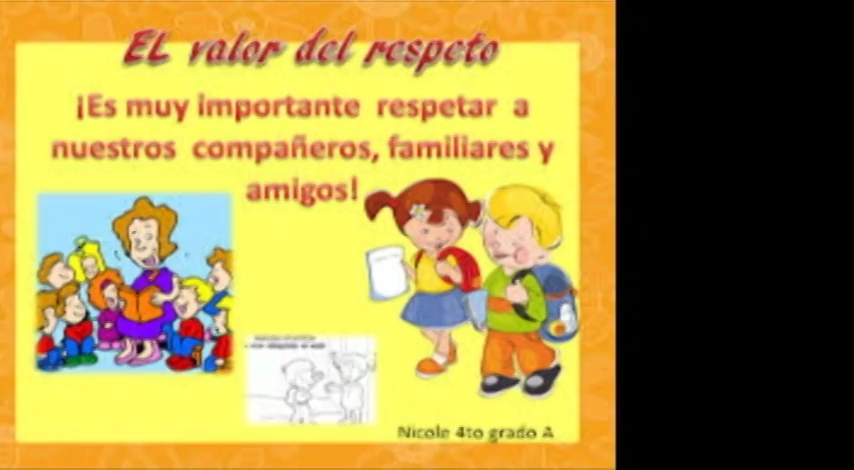 EL valor del respeto
¡Es muy importante respetar a
nuestros compañeros, familiares y
amigos!
Nicole 4to grado A